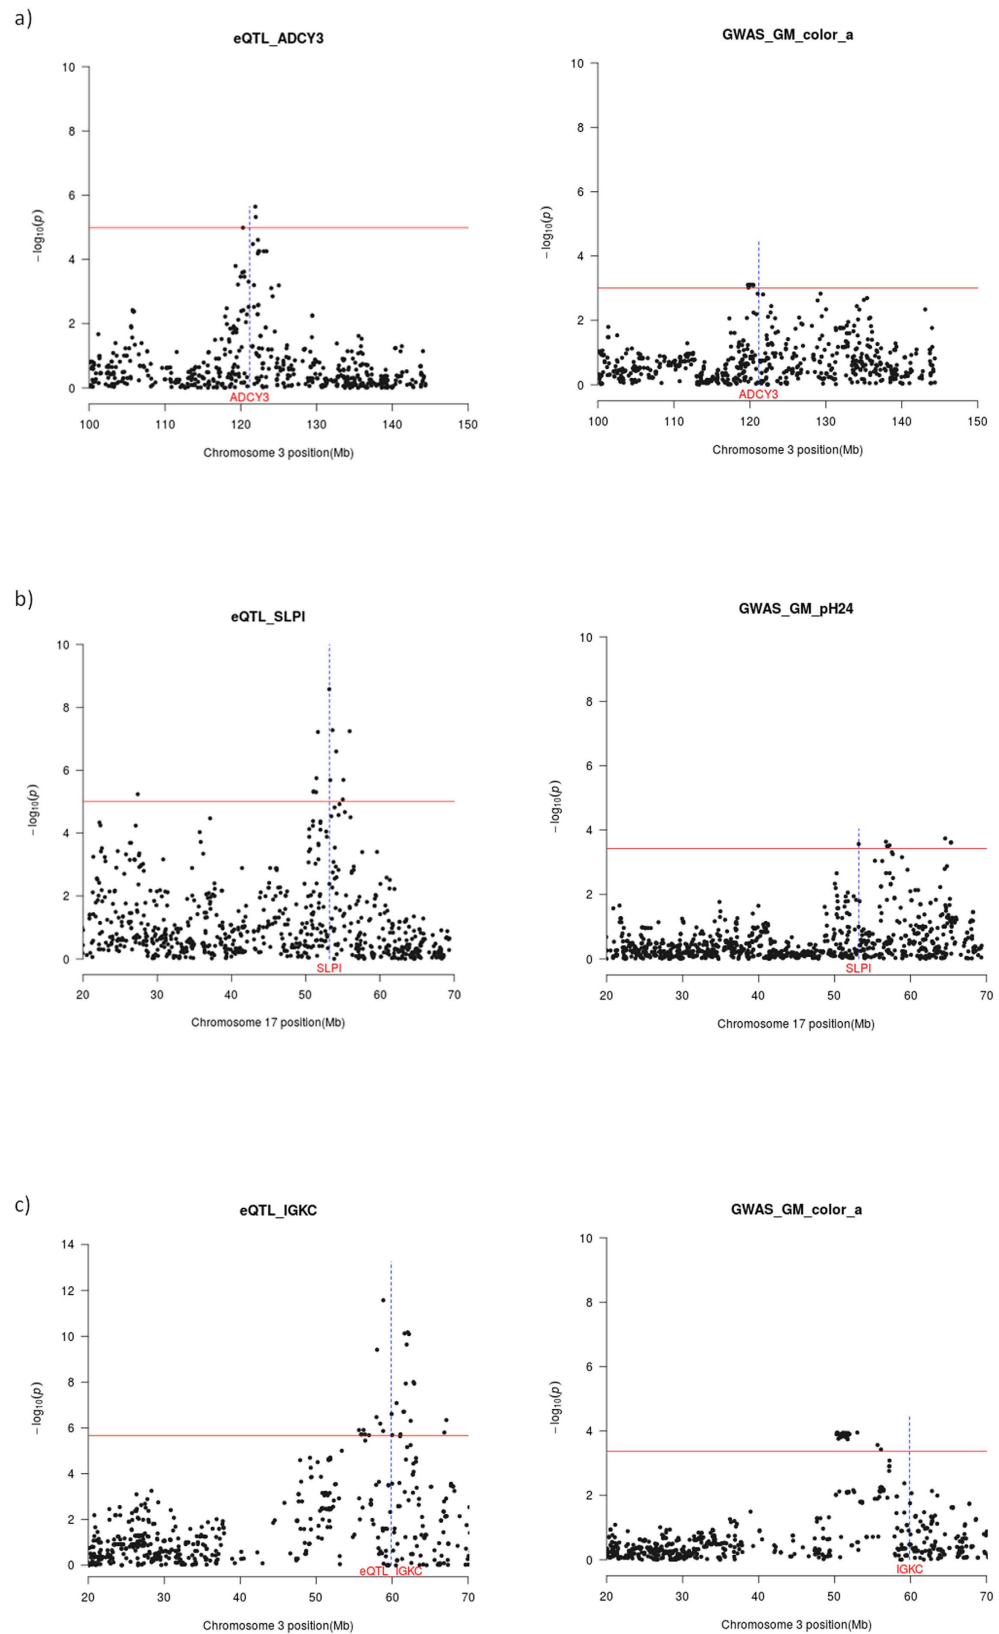 a)
eQTL_ADCY3
GWAS_GM_color_a
10
8
6
4
2
0
−log10(p)
ADCY3
100 110 120 130 140 150
Chromosome 3 position(Mb)
10
8
6
4
2
0
−log10(p)
ADCY3
100 110 120 130 140 150
Chromosome 3 position(Mb)
b)
eQTL_SLPI
GWAS_GM_pH24
10
8
6
4
2
0
−log10(p)
SLPI
20 30 40 50 60 70
Chromosome 17 position(Mb)
10
8
6
4
2
0
−log10(p)
SLPI
20 30 40 50 60 70
Chromosome 17 position(Mb)
c)
eQTL_IGKC
GWAS_GM_color_a
14
12
10
8
6
4
2
0
−log10(p)
eQTL_IGKC
20 30 40 50 60 70
Chromosome 3 position(Mb)
10
8
6
4
2
0
−log10(p)
IGKC
20 30 40 50 60 70
Chromosome 3 position(Mb)